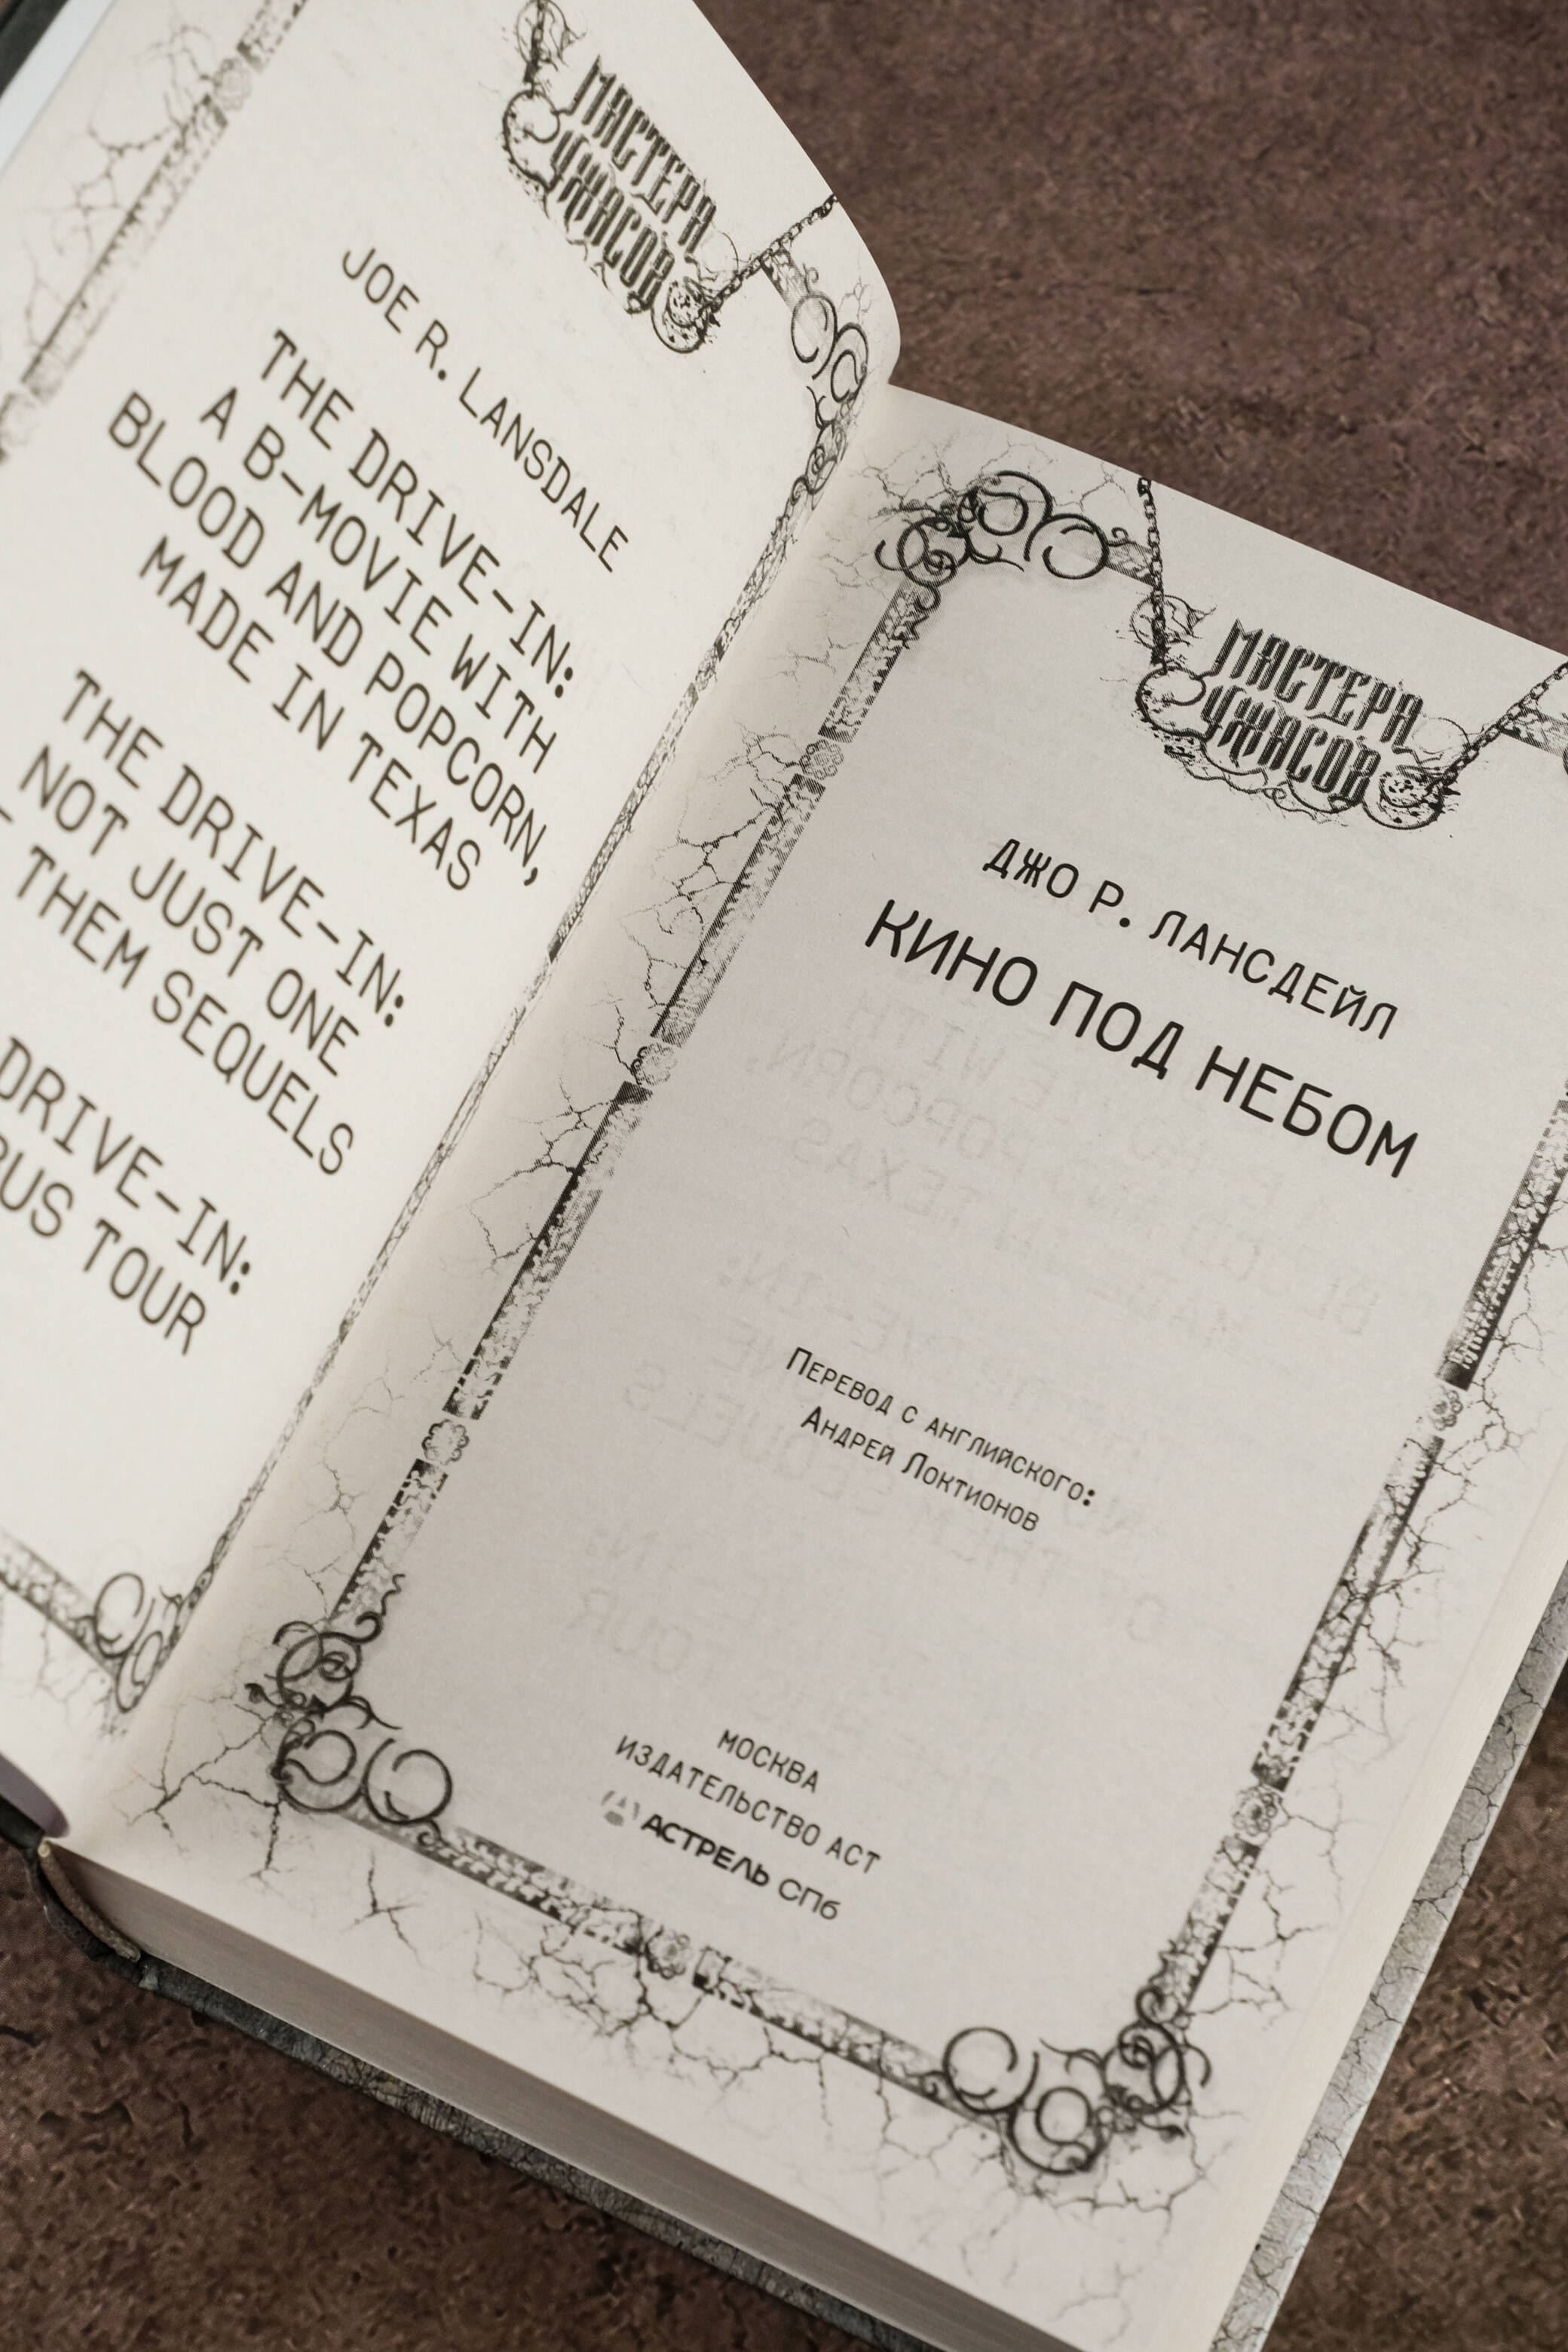 МАСТЕРА
УЖАСОВ
JOE R. LANSDALE
THE DRIVE-IN:
A B-MOVIE WITH
BLOOD AND POPCORN,
MADE IN TEXAS
THE DRIVE-IN:
NOT JUST ONE
THEM SEQUELS
DRIVE-IN:
BUS TOUR
МАСТЕРА
УЖАСОВ
ДЖО Р. ЛАНСДЕЙЛ
КИНО ПОД НЕБОМ
Перевод с английского:
Андрей Локтионов
МОСКВА
ИЗДАТЕЛЬСТВО АСТ
АСТРЕЛЬ СПб